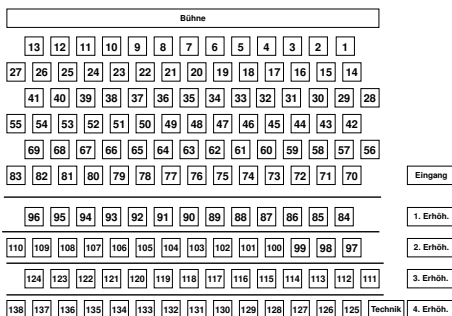 Bühne
13 12 11 10 9 8 7 6 5 4 3 2 1
27 26 25 24 23 22 21 20 19 18 17 16 15 14
41 40 39 38 37 36 35 34 33 32 31 30 29 28
55 54 53 52 51 50 49 48 47 46 45 44 43 42
69 68 67 66 65 64 63 62 61 60 59 58 57 56
83 82 81 80 79 78 77 76 75 74 73 72 71 70 Eingang
96 95 94 93 92 91 90 89 88 87 86 85 84 1. Erhöh.
110 109 108 107 106 105 104 103 102 101 100 99 98 97 2. Erhöh.
124 123 122 121 120 119 118 117 116 115 114 113 112 111 3. Erhöh.
138 137 136 135 134 133 132 131 130 129 128 127 126 125 Technik 4. Erhöh.